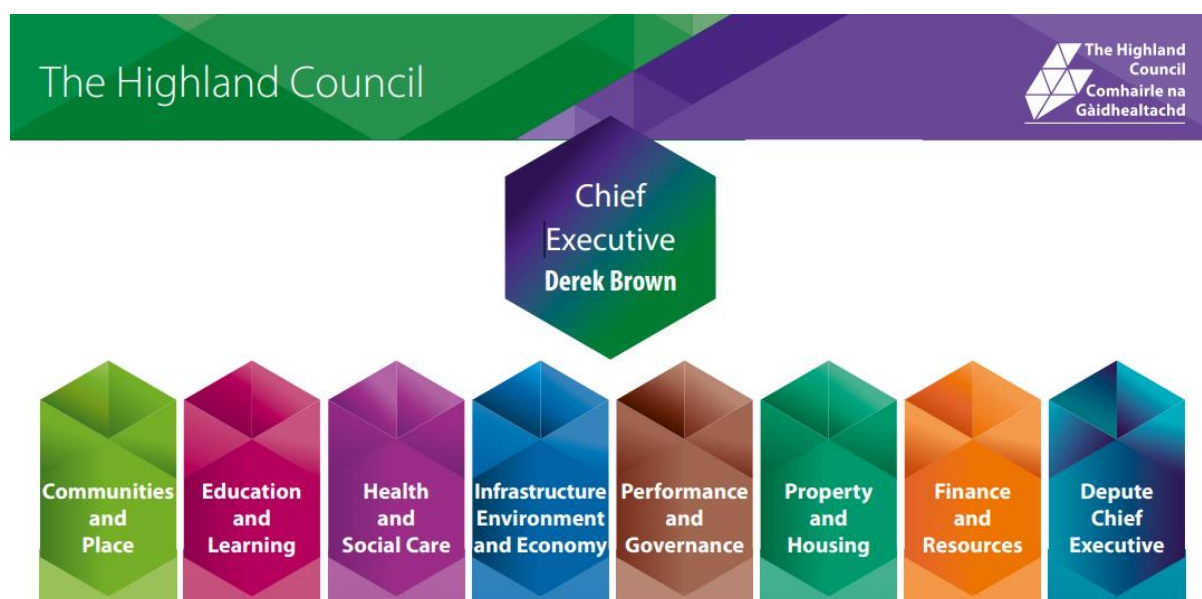 The Highland Council
The Highland
Council
Comhairle na
Gàidhealtachd
Chief
Executive
Derek Brown
Communities
and
Place
Education
and
Learning
Health
and
Social Care
Infrastructure
Environment
and Economy
Performance
and
Governance
Property
and
Housing
Finance
and
Resources
Depute
Chief
Executive